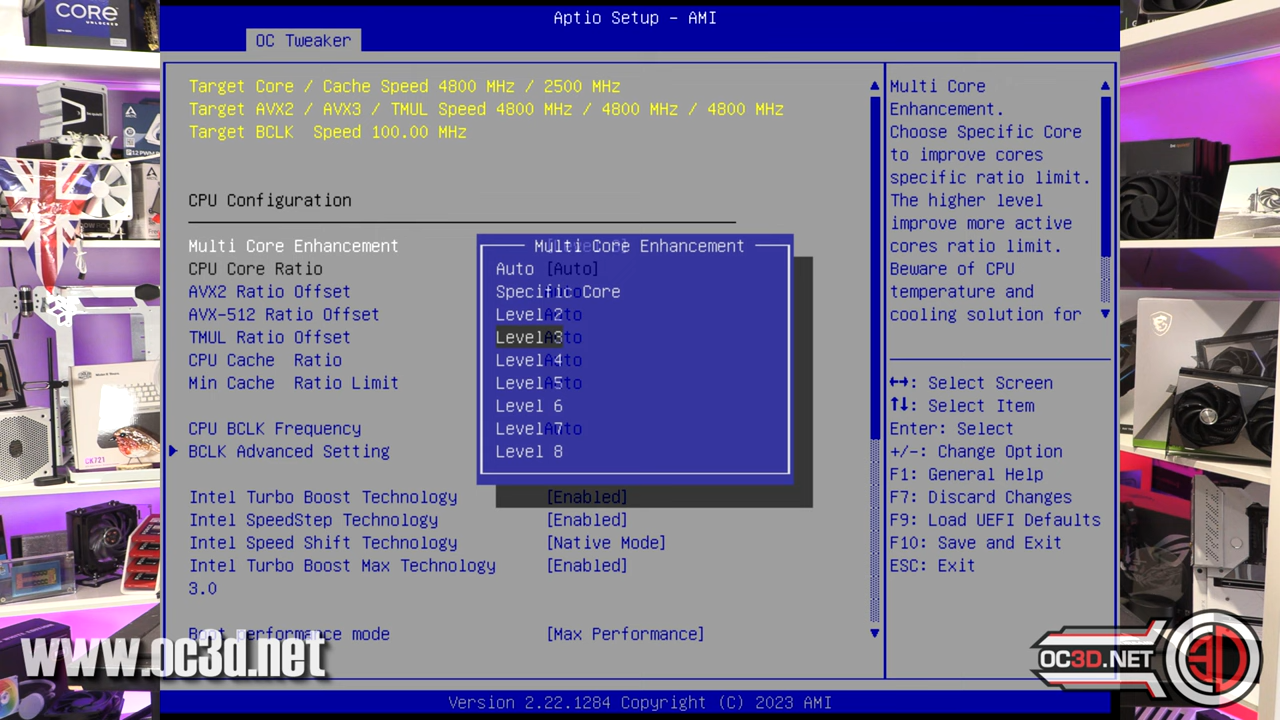 Aptio Setup – AMI
OC Tweaker
Target Core / Cache Speed 4800 MHz / 2500 MHz
Target AVX2 / AVX3 / TMUL Speed 4800 MHz / 4800 MHz / 4800 MHz
Target BCLK Speed 100.00 MHz
CPU Configuration
Multi Core Enhancement
CPU Core Ratio [Auto]
AVX2 Ratio Offset
AVX-512 Ratio Offset
TMUL Ratio Offset
CPU Cache Ratio
Min Cache Ratio Limit
CPU BCLK Frequency
BCLK Advanced Setting
Intel Turbo Boost Technology [Enabled]
Intel SpeedStep Technology [Enabled]
Intel Speed Shift Technology [Native Mode]
Intel Turbo Boost Max Technology [Enabled]
3.0
Boot performance mode [Max Performance]
Multi Core Enhancement
Auto
Specific Core
Level 2
Level 3
Level 4
Level 5
Level 6
Level 7
Level 8
Multi Core
Enhancement.
Choose Specific Core
to improve cores
specific ratio limit.
The higher level
improve more active
cores ratio limit.
Beware of CPU
temperature and
cooling solution for
↔: Select Screen
↑↓: Select Item
Enter: Select
+/-: Change Option
F1: General Help
F7: Discard Changes
F9: Load UEFI Defaults
F10: Save and Exit
ESC: Exit
Version 2.22.1284 Copyright (C) 2023 AMI
www.oc3d.net
OC3D.NET
3D
CORE
UNLOCKED
ARCTIC
CK721